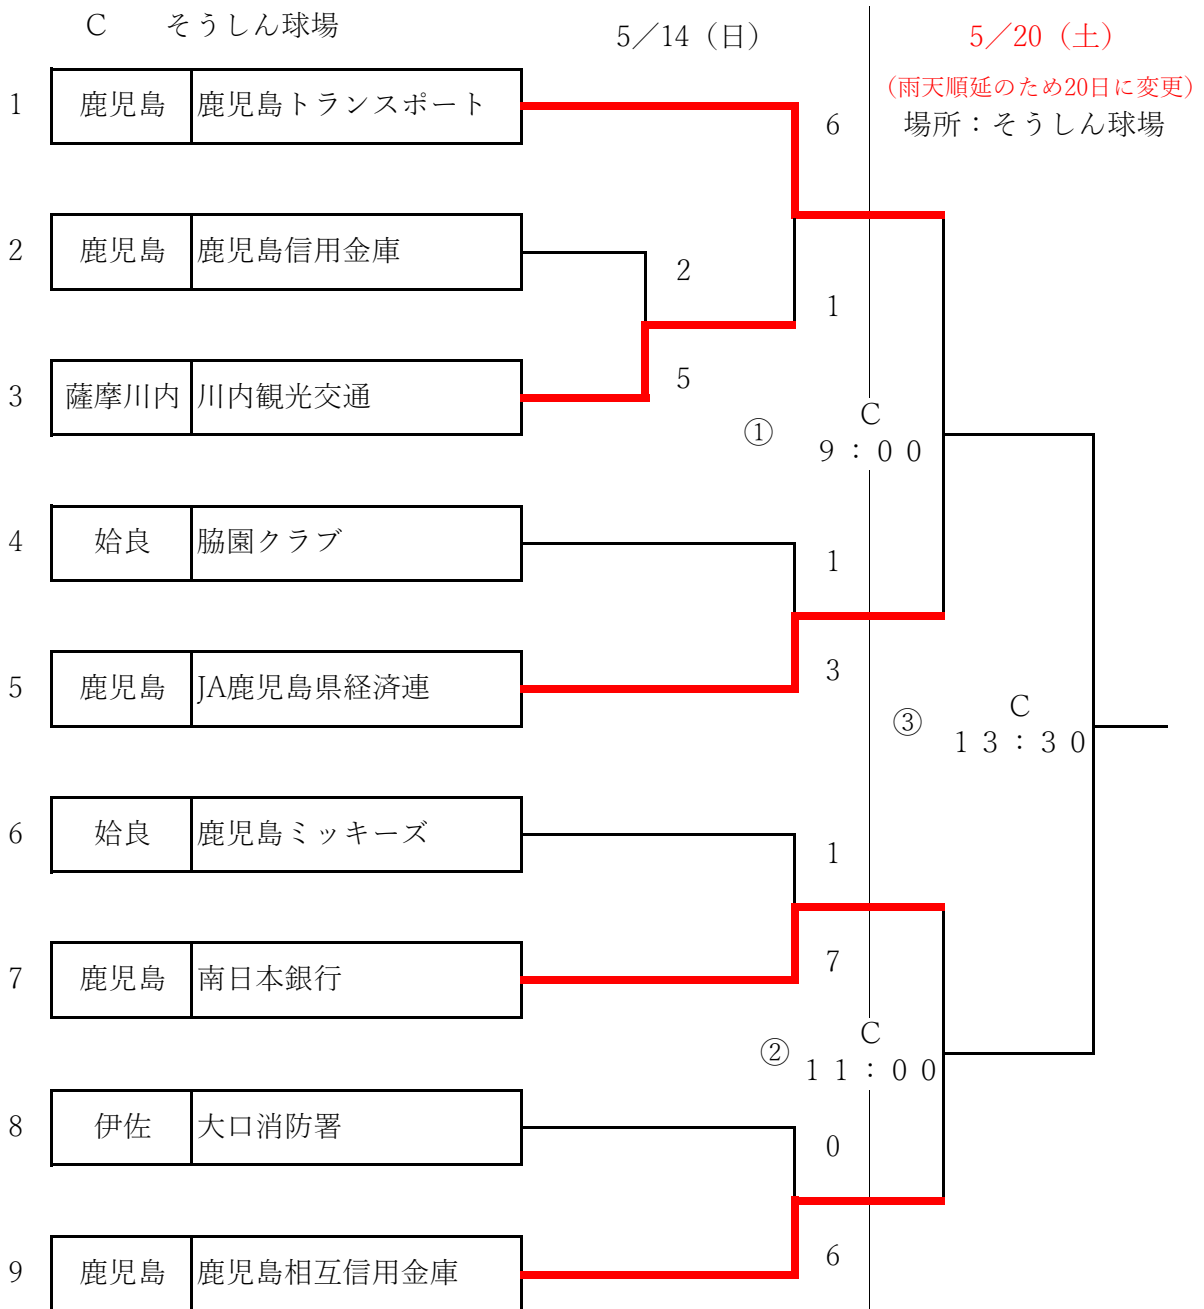 C　そうしん球場
5／14（日）
5／20（土）
（雨天順延のため20日に変更）
場所：そうしん球場
1 鹿児島 鹿児島トランスポート
6
2 鹿児島 鹿児島信用金庫
2
1
3 薩摩川内 川内観光交通
5
①
C
9：00
4 姶良 脇園クラブ
1
5 鹿児島 JA鹿児島県経済連
3
③
C
13：30
6 姶良 鹿児島ミッキーズ
1
7 鹿児島 南日本銀行
7
②
C
11：00
8 伊佐 大口消防署
0
9 鹿児島 鹿児島相互信用金庫
6